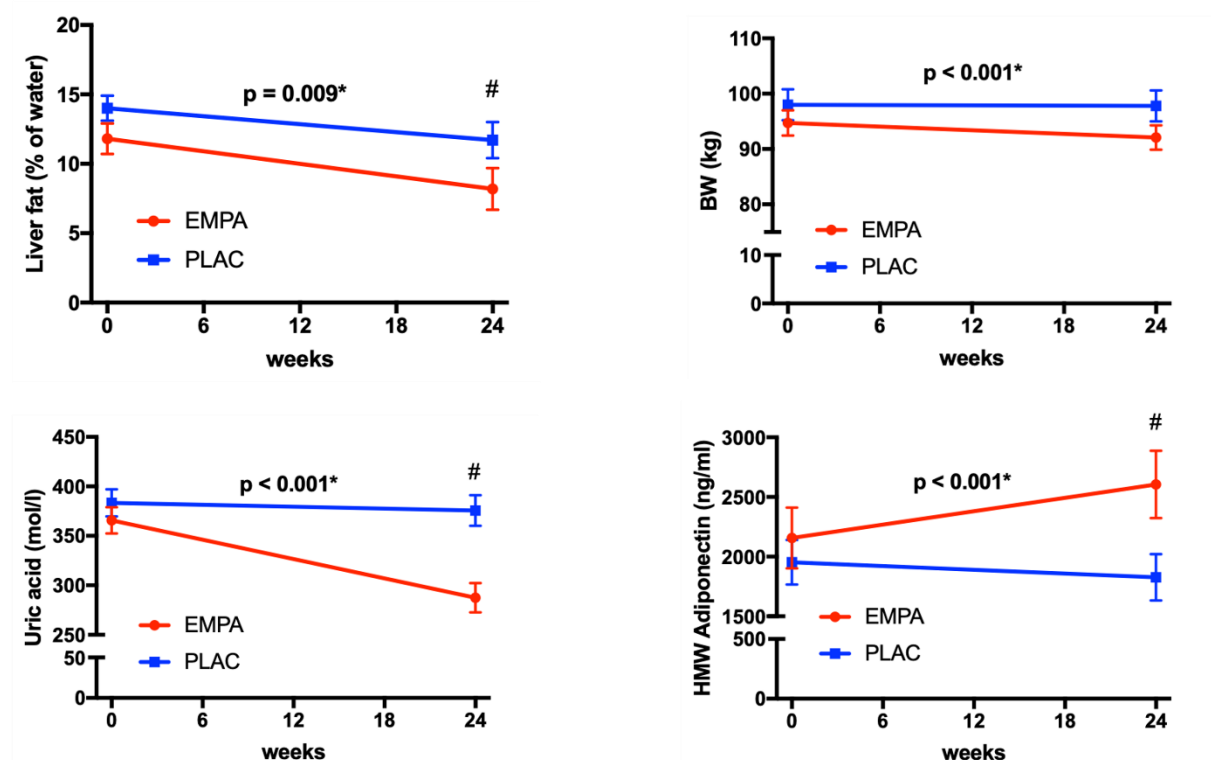 Liver fat (% of water)
20
15
10
5
0
p = 0.009*
#
EMPA
PLAC
0 6 12 18 24
weeks
BW (kg)
110
100
90
80
10
0
p < 0.001*
EMPA
PLAC
0 6 12 18 24
weeks
Uric acid (mol/l)
450
400
350
300
250
50
0
p < 0.001*
#
EMPA
PLAC
0 6 12 18 24
weeks
HMW Adiponectin (ng/ml)
3000
2500
2000
1500
500
0
p < 0.001*
#
EMPA
PLAC
0 6 12 18 24
weeks